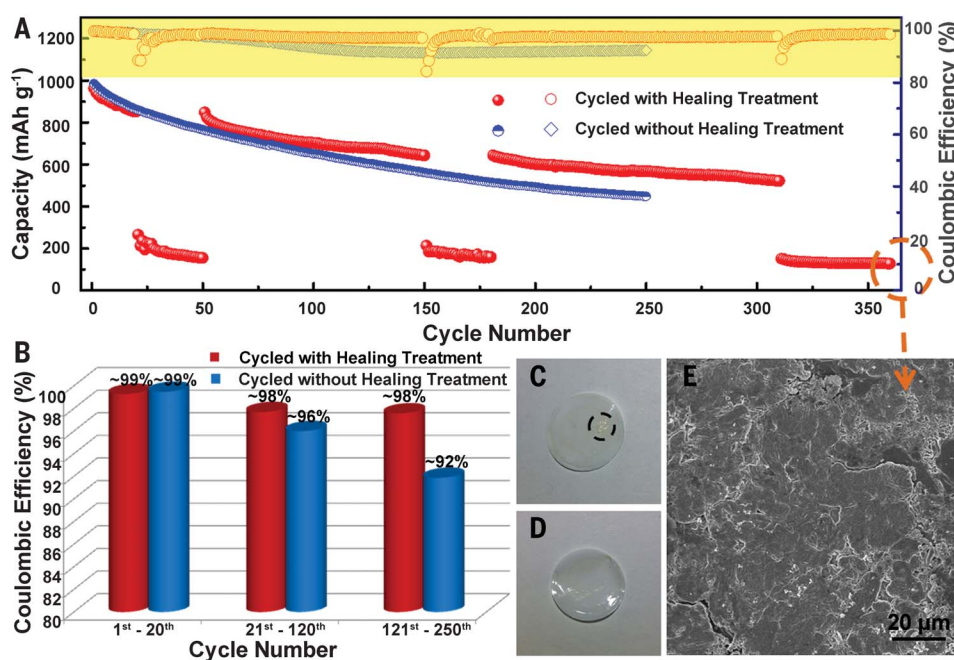 A
Capacity (mAh g⁻¹)
1200
1000
800
600
400
200
0
100
80
60
40
20
0
Coulombic Efficiency (%)
Cycled with Healing Treatment
Cycled without Healing Treatment
0 50 100 150 200 250 300 350
Cycle Number
B
Cycled with Healing Treatment
Cycled without Healing Treatment
Coulombic Efficiency (%)
100
98
96
94
92
90
88
86
84
82
80
~99% ~99%
~98%
~96%
~98%
~92%
1st - 20th 21st - 120th 121st - 250th
Cycle Number
C
D
E
20 µm